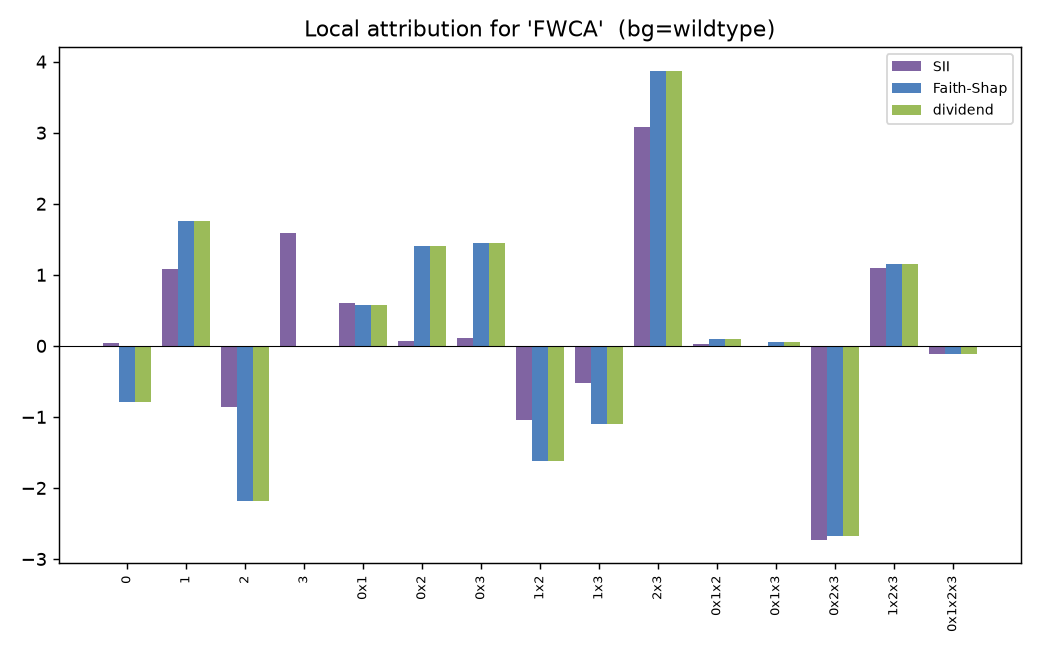 Local attribution for 'FWCA'  (bg=wildtype)
SII
Faith-Shap
dividend
4
3
2
1
0
−1
−2
−3
0
1
2
3
0x1
0x2
0x3
1x2
1x3
2x3
0x1x2
0x1x3
0x2x3
1x2x3
0x1x2x3